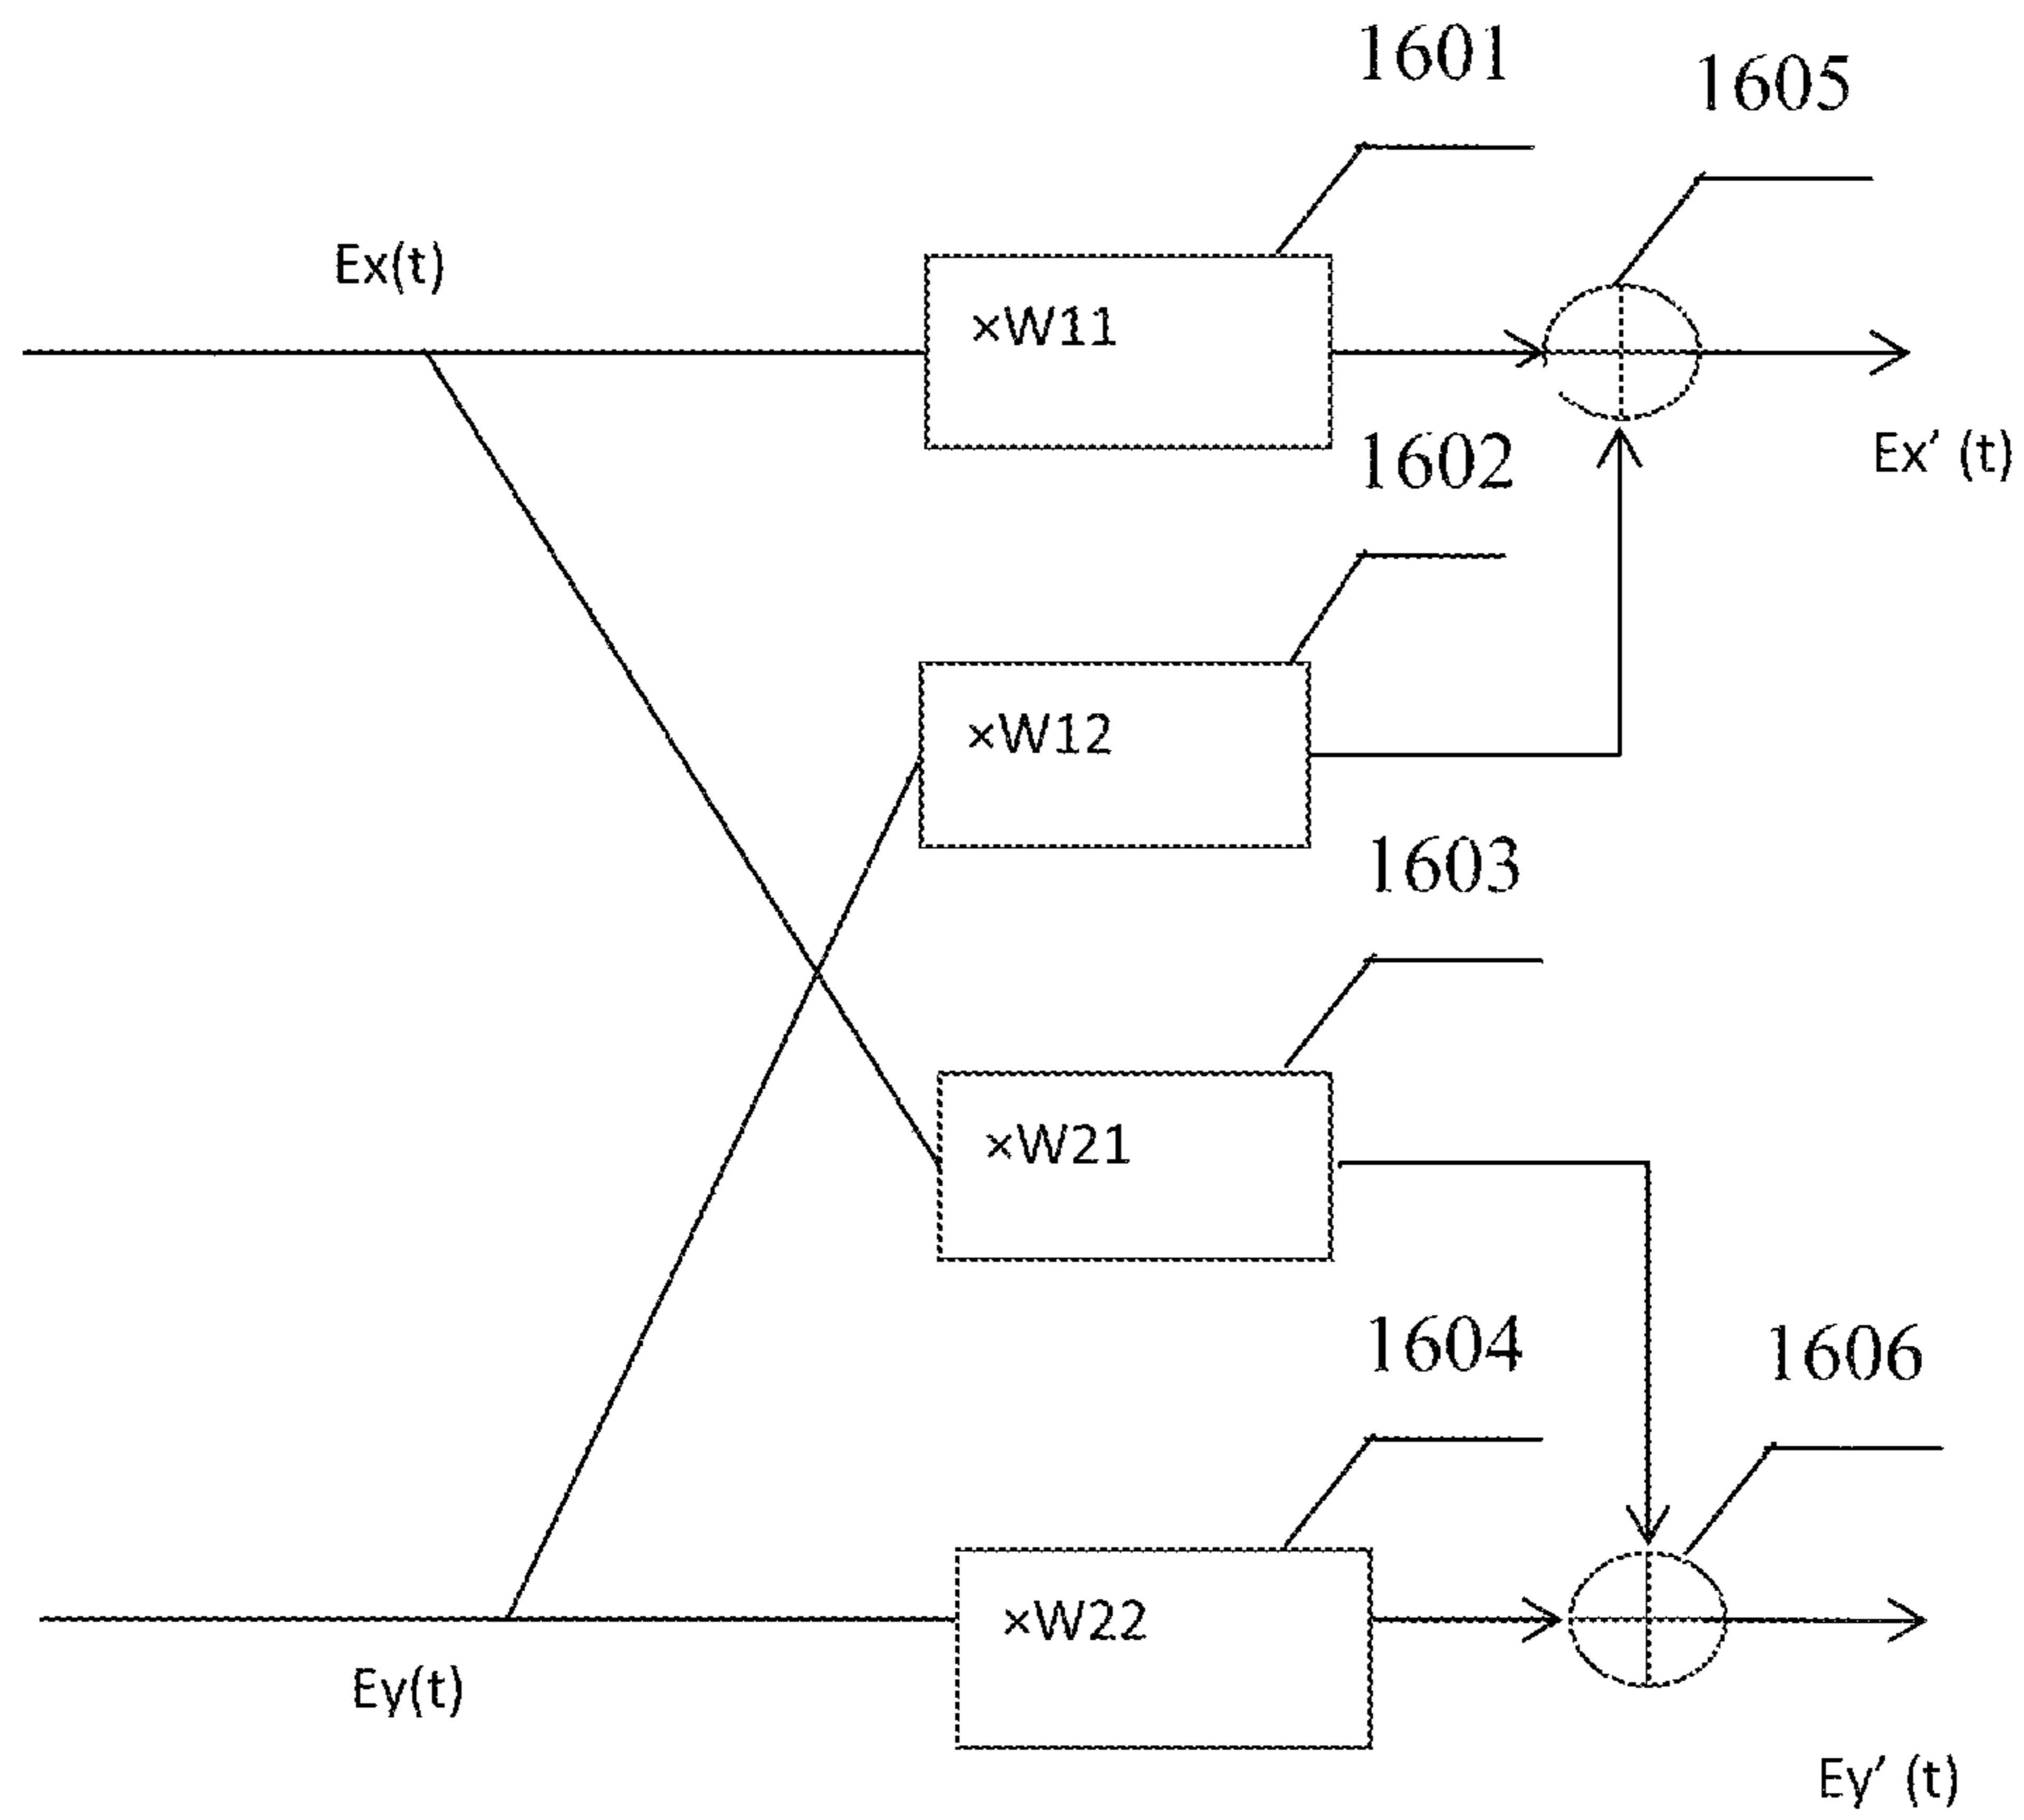 1601
1605
Ex(t)
×W11
1602
Ex’ (t)
×W12
1603
×W21
1604
1606
×W22
Ey(t)
Ey’ (t)